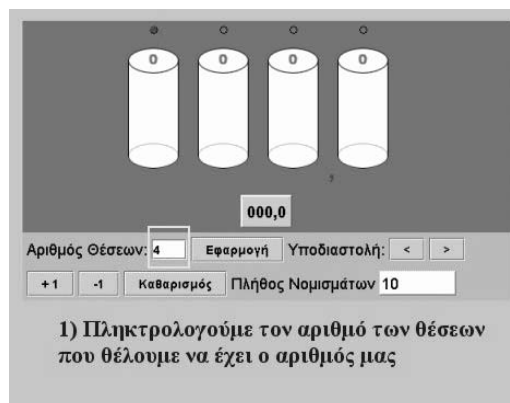 0 0 0 0
,
000,0
Αριθμός Θέσεων: 4 Εφαρμογή Υποδιαστολή: < >
+1 -1 Καθαρισμός Πλήθος Νομισμάτων 10
1) Πληκτρολογούμε τον αριθμό των θέσεων
που θέλουμε να έχει ο αριθμός μας